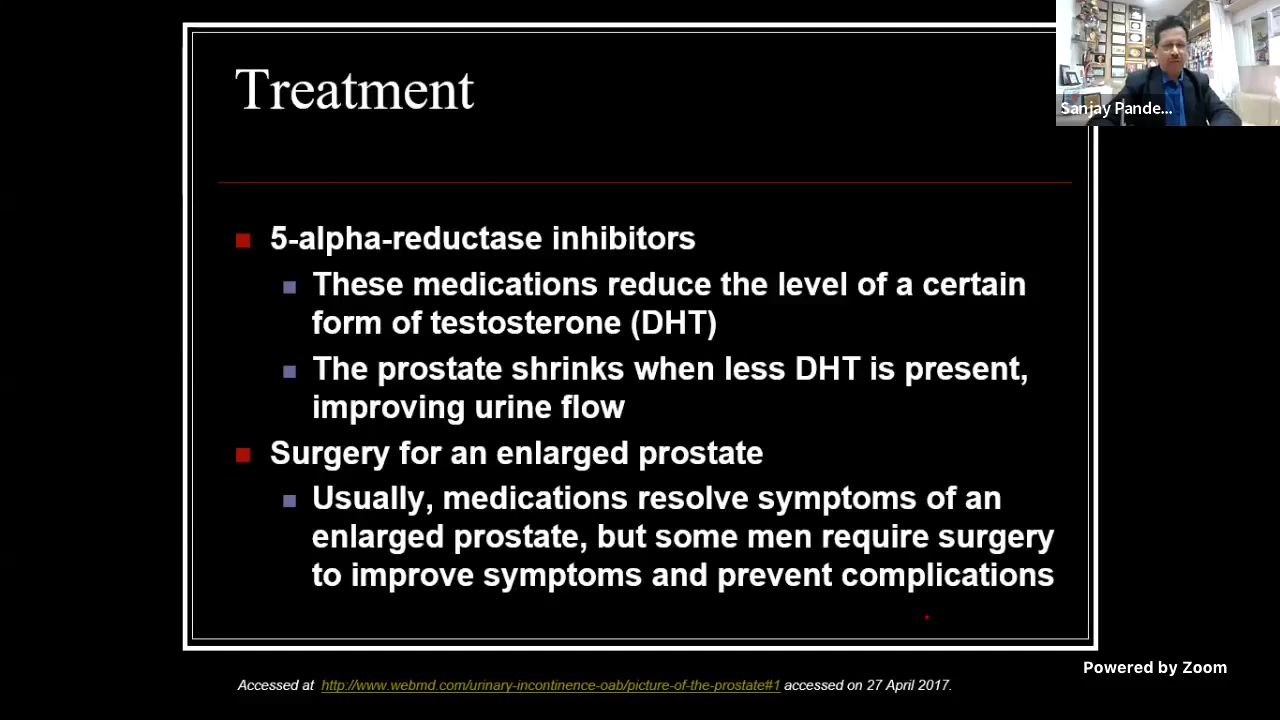 Treatment
Sanjay Pande...
5-alpha-reductase inhibitors
These medications reduce the level of a certain
form of testosterone (DHT)
The prostate shrinks when less DHT is present,
improving urine flow
Surgery for an enlarged prostate
Usually, medications resolve symptoms of an
enlarged prostate, but some men require surgery
to improve symptoms and prevent complications
Powered by Zoom
Accessed at http://www.webmd.com/urinary-incontinence-oab/picture-of-the-prostate#1 accessed on 27 April 2017.